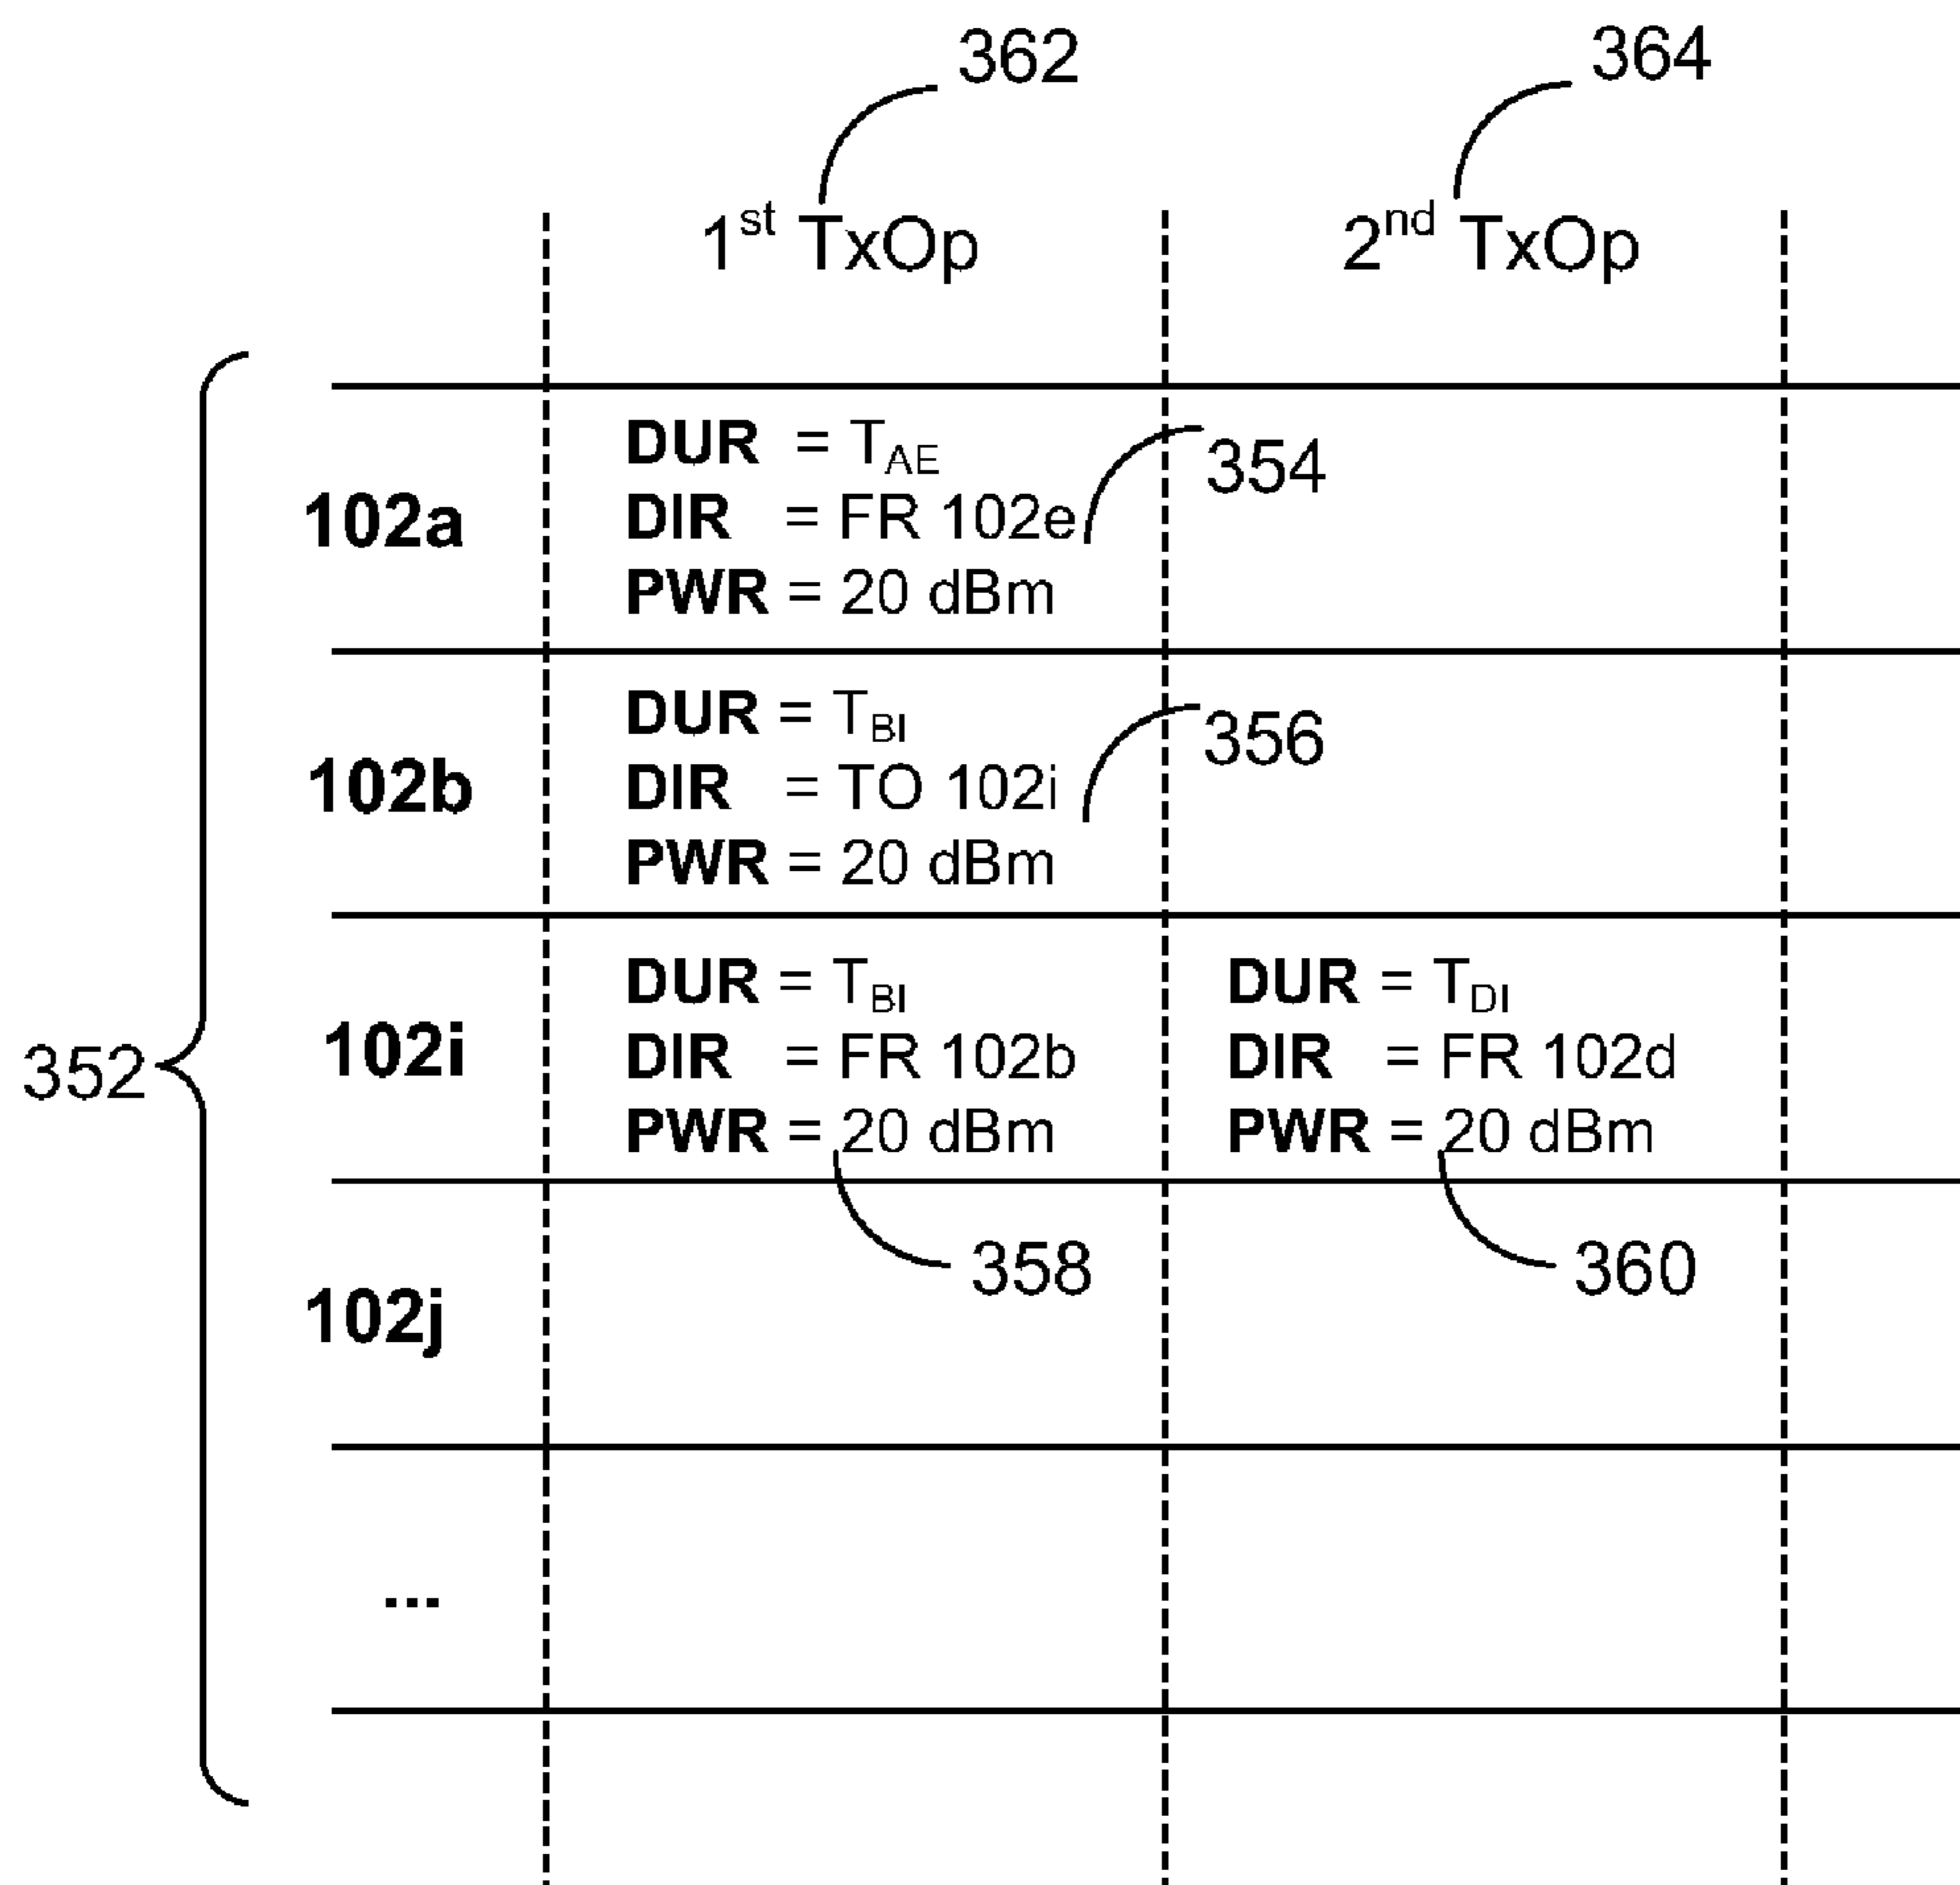 362
364
1st TxOp
2nd TxOp
102a
DUR = TAE
DIR = FR 102e
PWR = 20 dBm
354
102b
DUR = TBI
DIR = TO 102i
PWR = 20 dBm
356
352
102i
DUR = TBI
DIR = FR 102b
PWR = 20 dBm
DUR = TDI
DIR = FR 102d
PWR = 20 dBm
358
360
102j
...